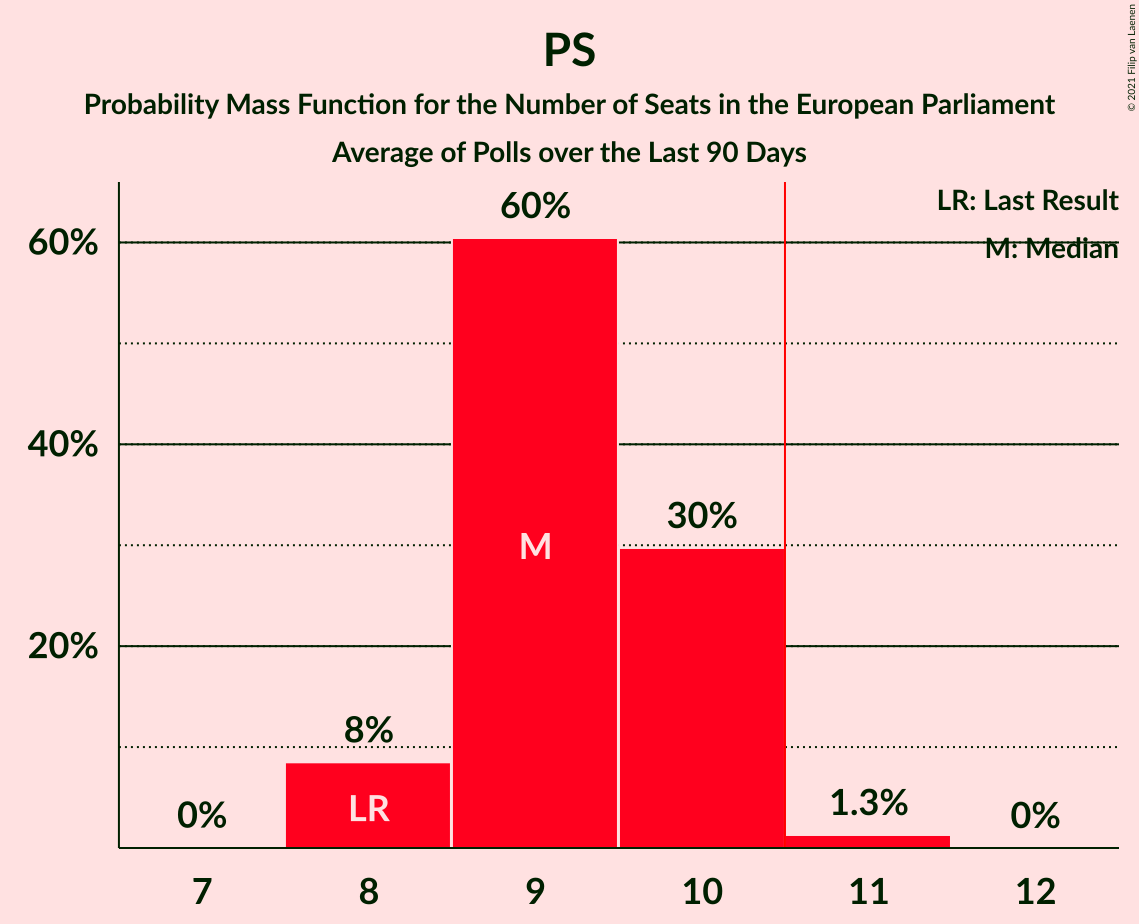 PS
Probability Mass Function for the Number of Seats in the European Parliament
Average of Polls over the Last 90 Days
© 2021 Filip van Laenen
LR: Last Result
M: Median
60%
40%
20%
0%
8%
60%
30%
1.3%
0%
LR
M
7 8 9 10 11 12